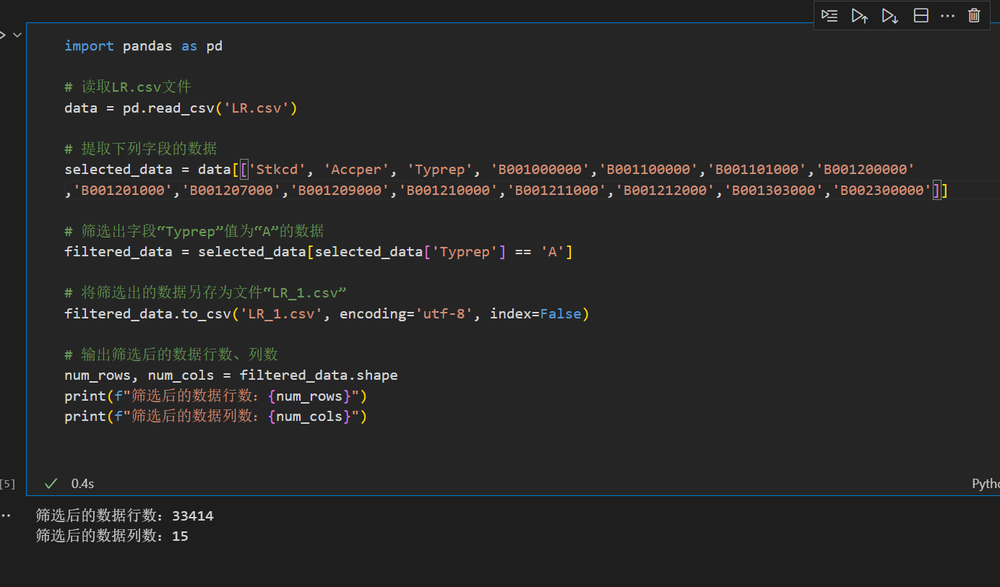 import pandas as pd
# 读取LR.csv文件
data = pd.read_csv('LR.csv')
# 提取下列字段的数据
selected_data = data[['Stkcd', 'Accper', 'Typrep', 'B001000000','B001100000','B001101000','B001200000'
,'B001201000','B001207000','B001209000','B001210000','B001211000','B001212000','B001303000','B002300000']]
# 筛选出字段“Typrep”值为“A”的数据
filtered_data = selected_data[selected_data['Typrep'] == 'A']
# 将筛选出的数据另存为文件“LR_1.csv”
filtered_data.to_csv('LR_1.csv', encoding='utf-8', index=False)
# 输出筛选后的数据行数、列数
num_rows, num_cols = filtered_data.shape
print(f"筛选后的数据行数：{num_rows}")
print(f"筛选后的数据列数：{num_cols}")
[5]
0.4s
Pytho
筛选后的数据行数：33414
筛选后的数据列数：15